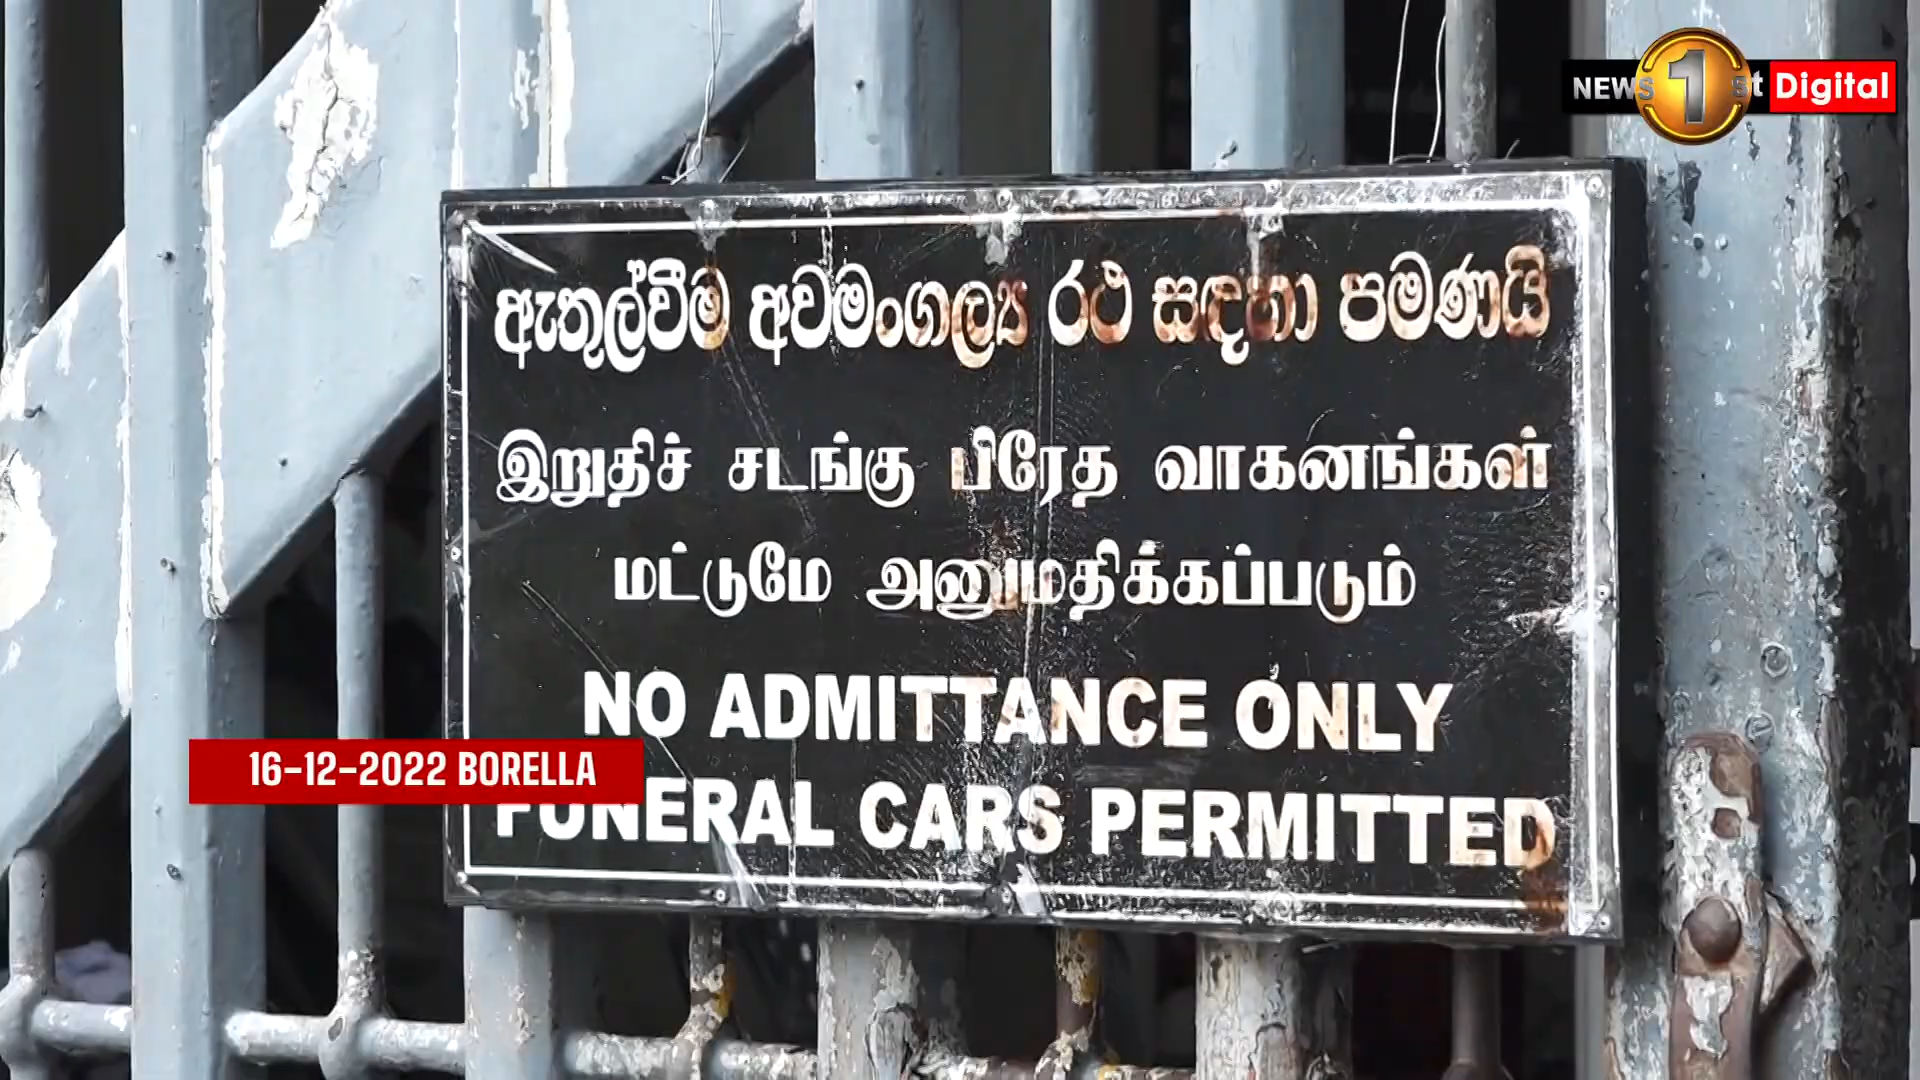 NEWS 1st Digital
ඇතුල්වීම අවමංගල්‍ය රථ සඳහා පමණයි
இறுதிச் சடங்கு பிரேத வாகனங்கள்
மட்டுமே அனுமதிக்கப்படும்
NO ADMITTANCE ONLY
FUNERAL CARS PERMITTED
16-12-2022 BORELLA